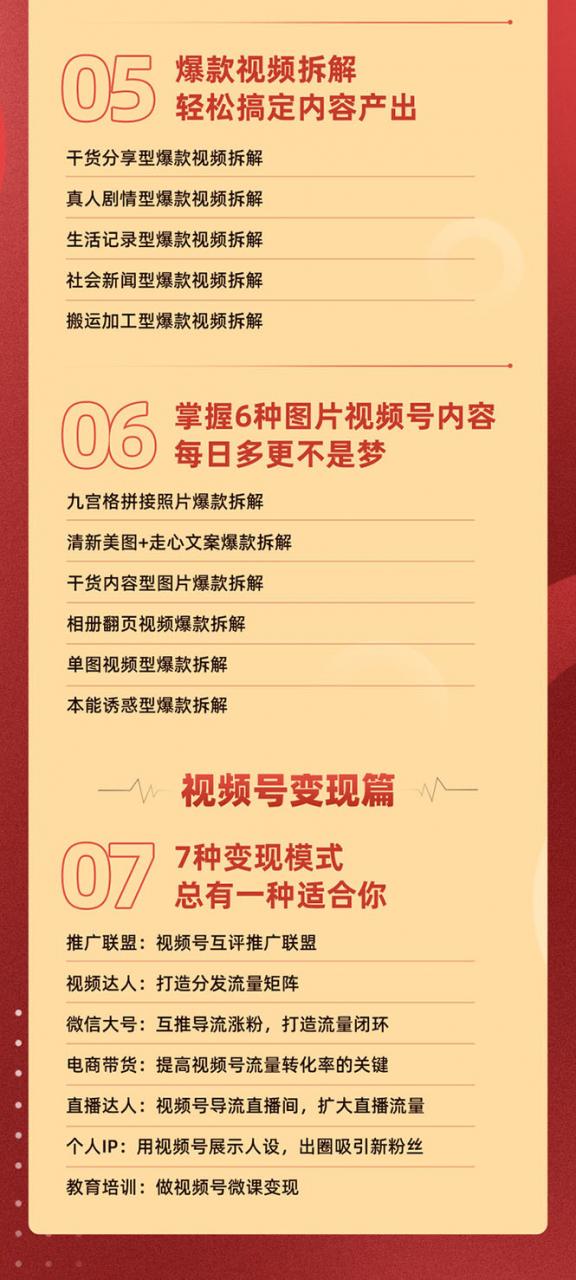 05
爆款视频拆解
轻松搞定内容产出
干货分享型爆款视频拆解
真人剧情型爆款视频拆解
生活记录型爆款视频拆解
社会新闻型爆款视频拆解
搬运加工型爆款视频拆解
06
掌握6种图片视频号内容
每日多更不是梦
九宫格拼接照片爆款拆解
清新美图+走心文案爆款拆解
干货内容型图片爆款拆解
相册翻页视频爆款拆解
单图视频型爆款拆解
本能诱惑型爆款拆解
视频号变现篇
07
7种变现模式
总有一种适合你
推广联盟：视频号互评推广联盟
视频达人：打造分发流量矩阵
微信大号：互推导流涨粉，打造流量闭环
电商带货：提高视频号流量转化率的关键
直播达人：视频号导流直播间，扩大直播流量
个人IP：用视频号展示人设，出圈吸引新粉丝
教育培训：做视频号微课变现